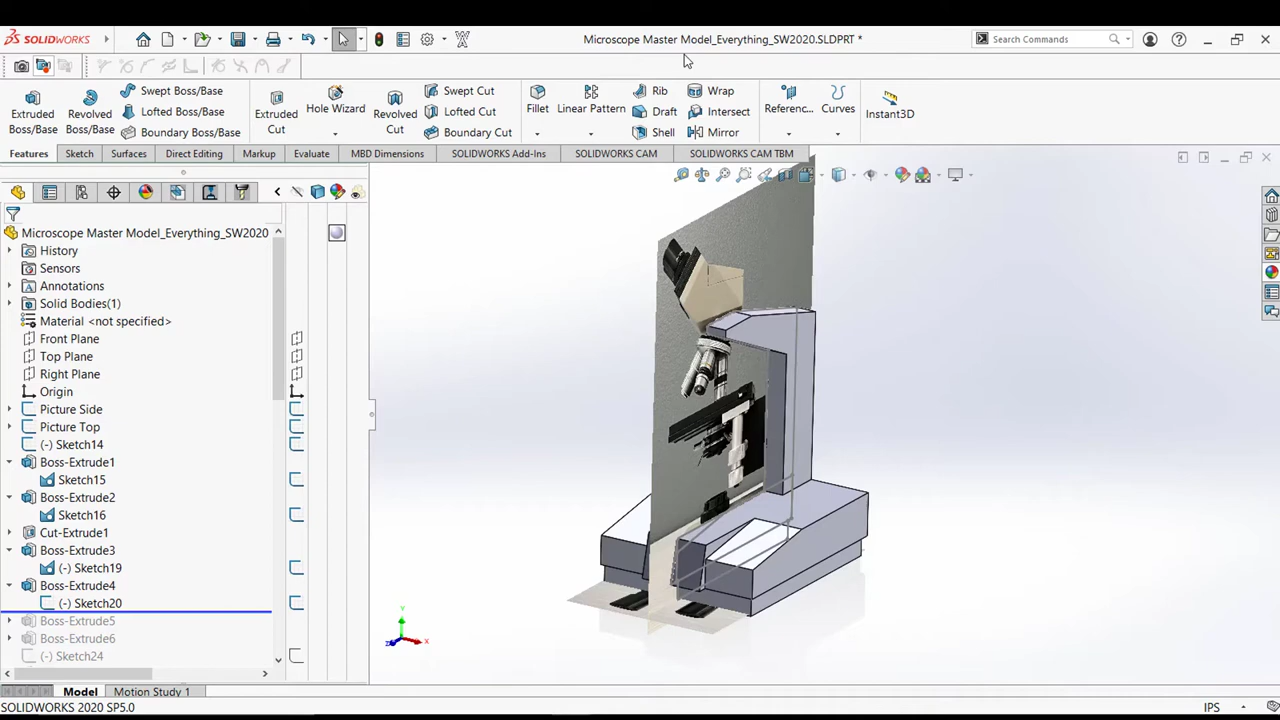 SOLIDWORKS
Microscope Master Model_Everything_SW2020.SLDPRT *
Search Commands
Extruded Boss/Base
Revolved Boss/Base
Swept Boss/Base
Lofted Boss/Base
Boundary Boss/Base
Extruded Cut
Hole Wizard
Revolved Cut
Swept Cut
Lofted Cut
Boundary Cut
Fillet
Linear Pattern
Rib
Draft
Shell
Wrap
Intersect
Mirror
Referenc...
Curves
Instant3D
Features
Sketch
Surfaces
Direct Editing
Markup
Evaluate
MBD Dimensions
SOLIDWORKS Add-Ins
SOLIDWORKS CAM
SOLIDWORKS CAM TBM
Microscope Master Model_Everything_SW2020
History
Sensors
Annotations
Solid Bodies(1)
Material <not specified>
Front Plane
Top Plane
Right Plane
Origin
Picture Side
Picture Top
(-) Sketch14
Boss-Extrude1
Sketch15
Boss-Extrude2
Sketch16
Cut-Extrude1
Boss-Extrude3
(-) Sketch19
Boss-Extrude4
(-) Sketch20
Boss-Extrude5
Boss-Extrude6
(-) Sketch24
Y
X
Z
Model
Motion Study 1
SOLIDWORKS 2020 SP5.0
IPS